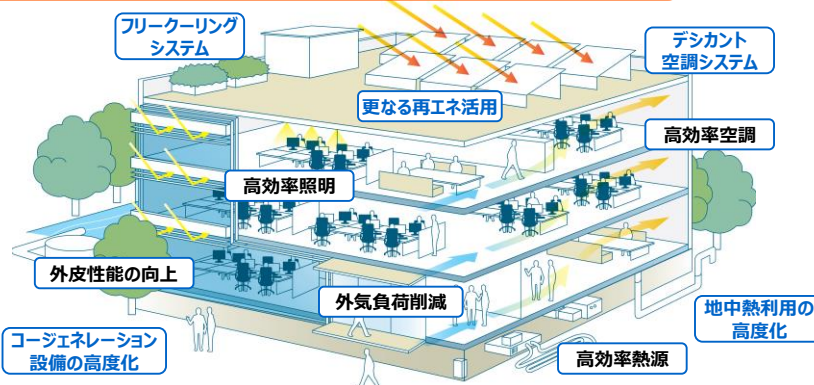 フリークーリング
システム
デシカント
空調システム
更なる再エネ活用
高効率空調
高効率照明
外皮性能の向上
外気負荷削減
地中熱利用の
高度化
コージェネレーション
設備の高度化
高効率熱源